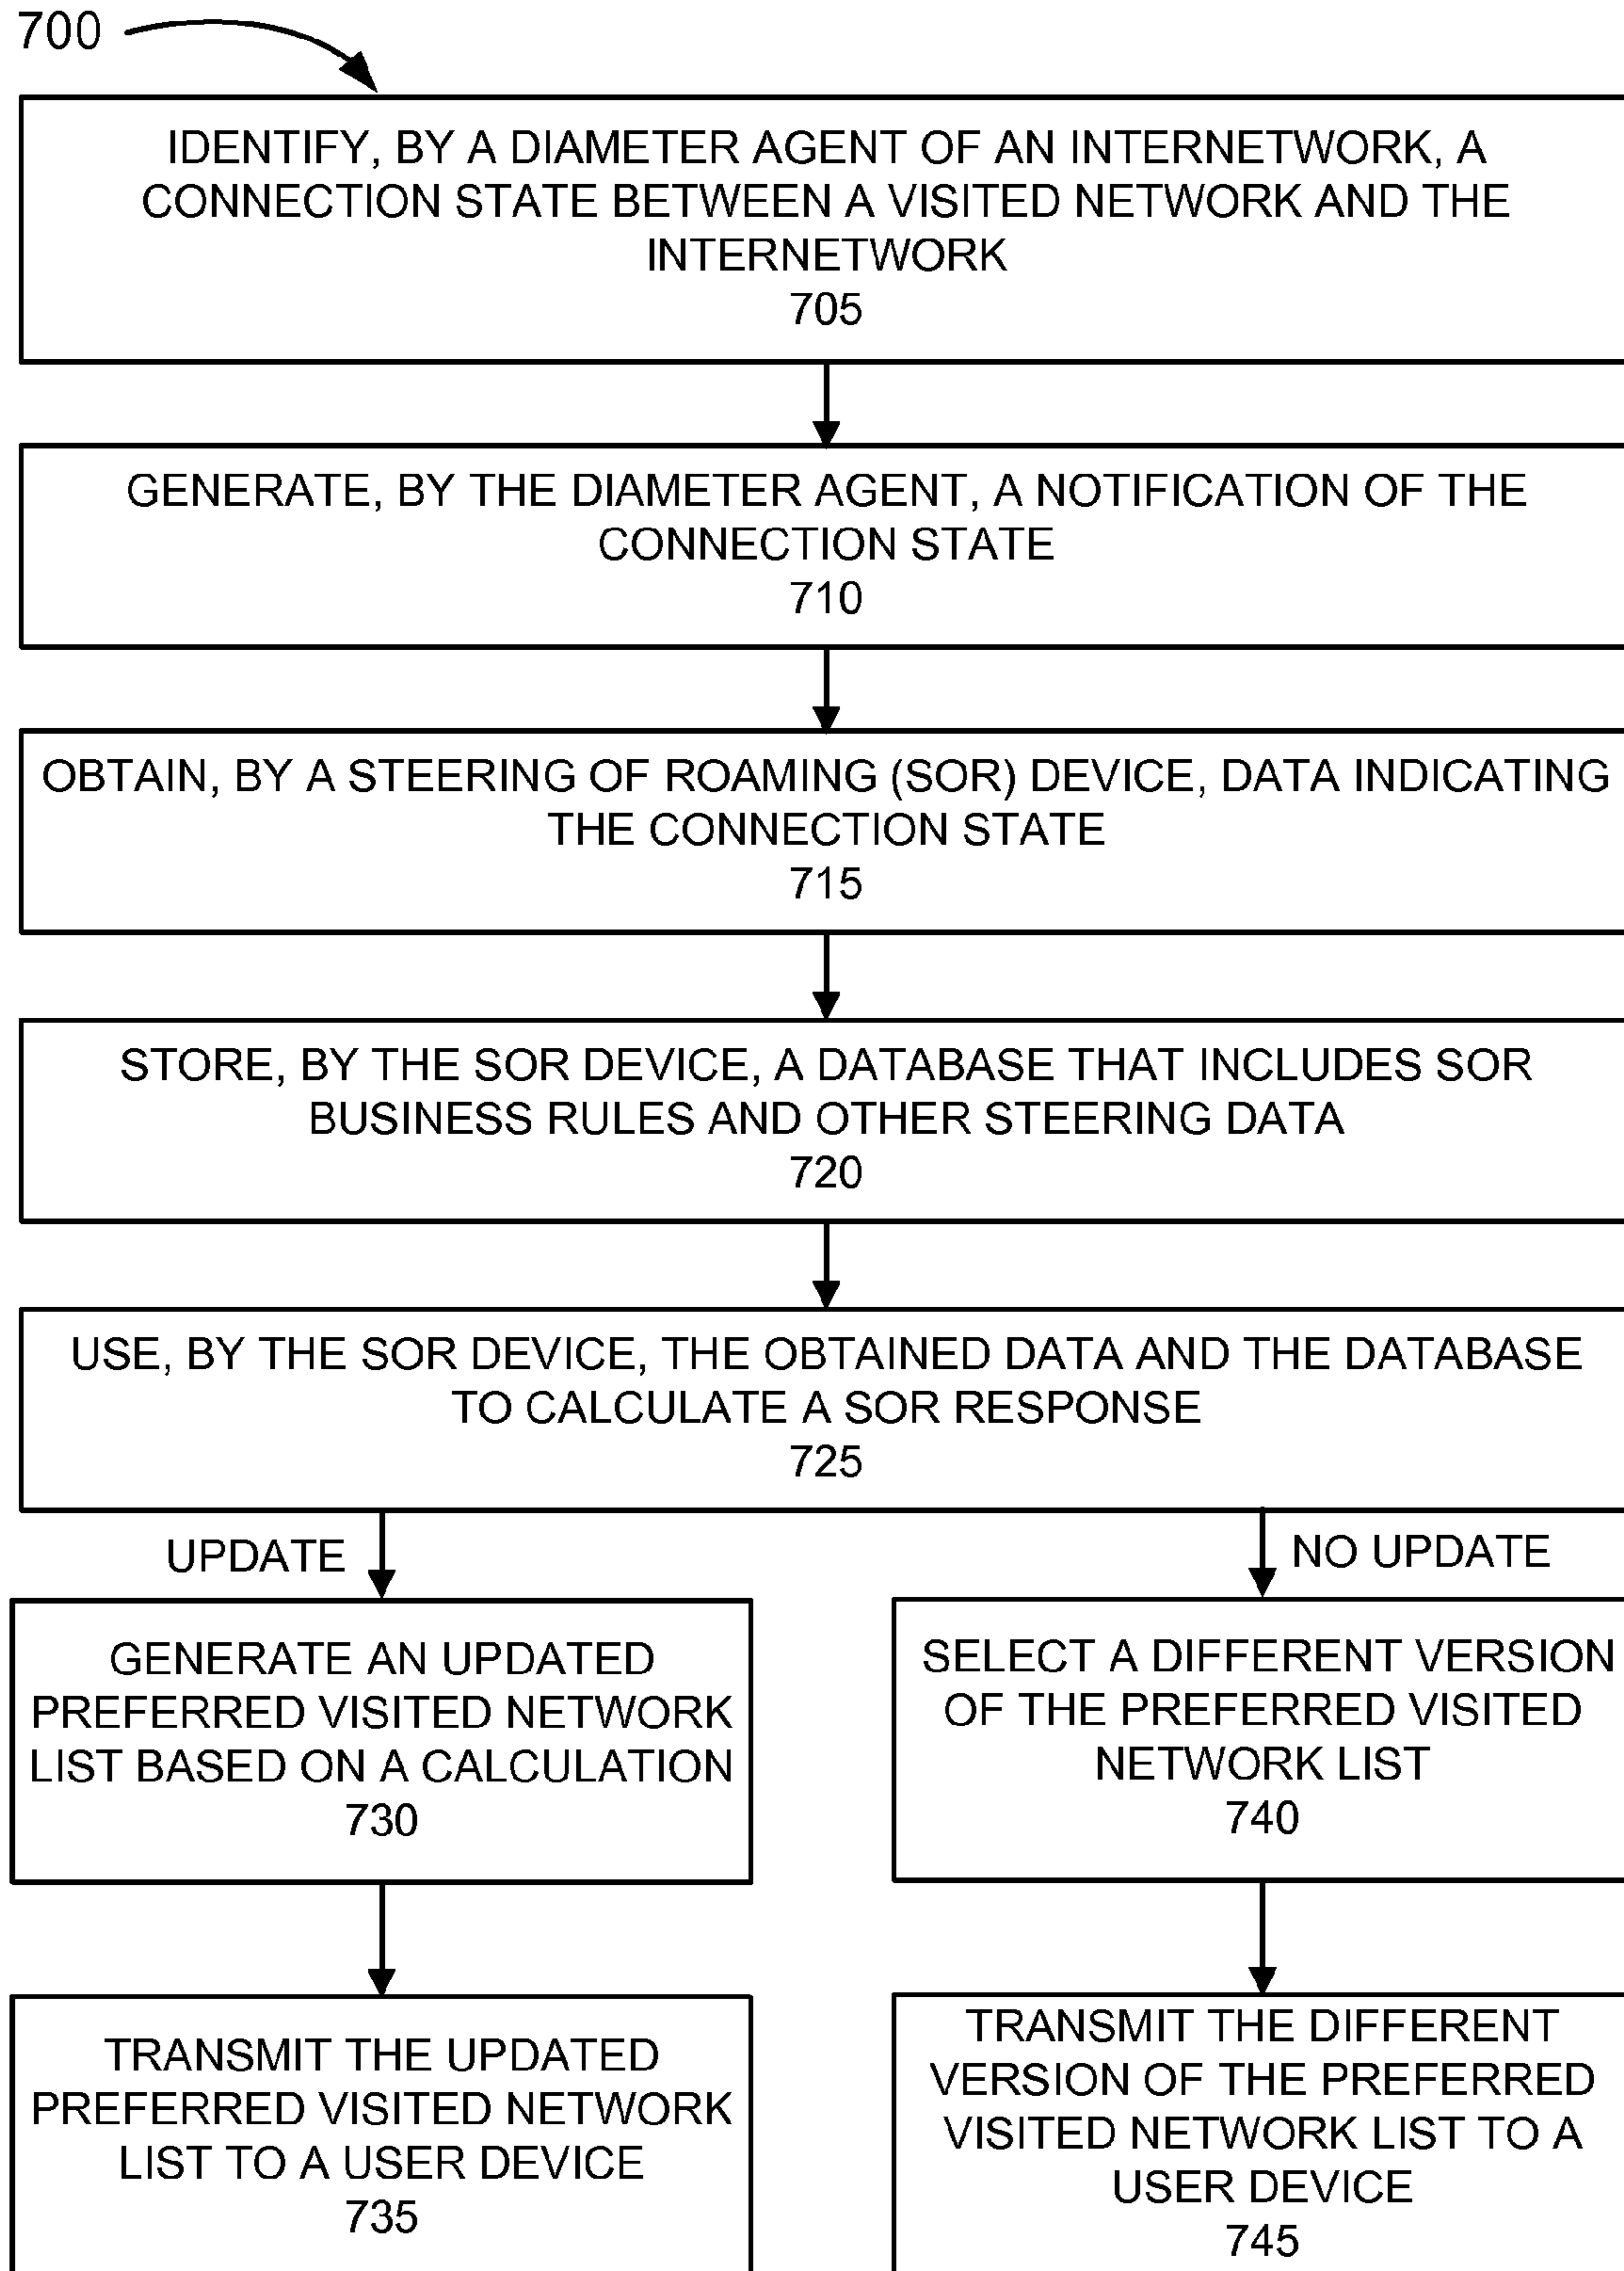 700
IDENTIFY, BY A DIAMETER AGENT OF AN INTERNETWORK, A
CONNECTION STATE BETWEEN A VISITED NETWORK AND THE
INTERNETWORK
705
GENERATE, BY THE DIAMETER AGENT, A NOTIFICATION OF THE
CONNECTION STATE
710
OBTAIN, BY A STEERING OF ROAMING (SOR) DEVICE, DATA INDICATING
THE CONNECTION STATE
715
STORE, BY THE SOR DEVICE, A DATABASE THAT INCLUDES SOR
BUSINESS RULES AND OTHER STEERING DATA
720
USE, BY THE SOR DEVICE, THE OBTAINED DATA AND THE DATABASE
TO CALCULATE A SOR RESPONSE
725
UPDATE
GENERATE AN UPDATED
PREFERRED VISITED NETWORK
LIST BASED ON A CALCULATION
730
TRANSMIT THE UPDATED
PREFERRED VISITED NETWORK
LIST TO A USER DEVICE
735
NO UPDATE
SELECT A DIFFERENT VERSION
OF THE PREFERRED VISITED
NETWORK LIST
740
TRANSMIT THE DIFFERENT
VERSION OF THE PREFERRED
VISITED NETWORK LIST TO A
USER DEVICE
745